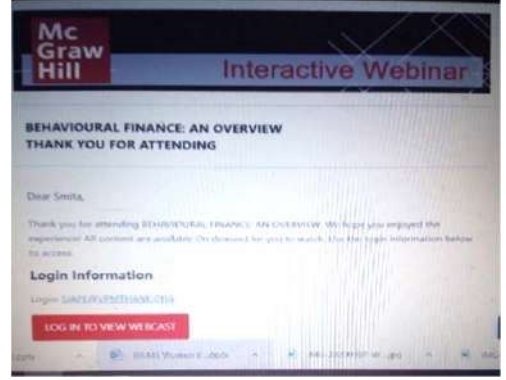 Mc
Graw
Hill
Interactive Webinar
BEHAVIOURAL FINANCE: AN OVERVIEW
THANK YOU FOR ATTENDING
Dear Smita,
Thank you for attending BEHAVIOURAL FINANCE: AN OVERVIEW. We hope you enjoyed the
experience! All content are available On demand for you to watch. Use the login information below
to access.
Login Information
Login:
LOG IN TO VIEW WEBCAST